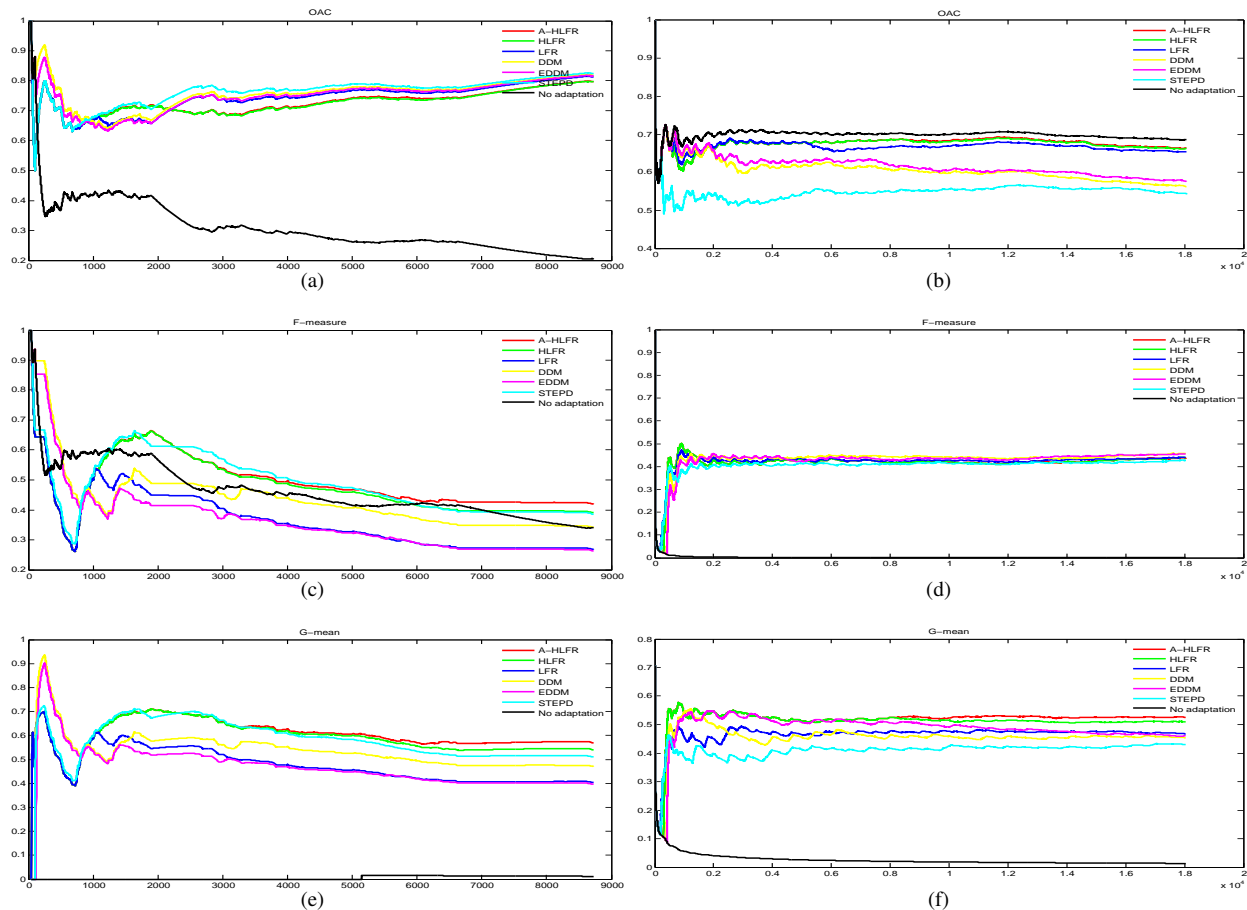 OAC
1
0.9
0.8
0.7
0.6
0.5
0.4
0.3
0.2
0 1000 2000 3000 4000 5000 6000 7000 8000 9000
A−HLFR
HLFR
LFR
DDM
EDDM
STEPD
No adaptation
(a)
OAC
1
0.9
0.8
0.7
0.6
0.5
0.4
0 0.2 0.4 0.6 0.8 1 1.2 1.4 1.6 1.8 2
x 10⁴
A−HLFR
HLFR
LFR
DDM
EDDM
STEPD
No adaptation
(b)
F−measure
1
0.9
0.8
0.7
0.6
0.5
0.4
0.3
0.2
0 1000 2000 3000 4000 5000 6000 7000 8000 9000
A−HLFR
HLFR
LFR
DDM
EDDM
STEPD
No adaptation
(c)
F−measure
1
0.9
0.8
0.7
0.6
0.5
0.4
0.3
0.2
0.1
0
0 0.2 0.4 0.6 0.8 1 1.2 1.4 1.6 1.8 2
x 10⁴
A−HLFR
HLFR
LFR
DDM
EDDM
STEPD
No adaptation
(d)
G−mean
1
0.9
0.8
0.7
0.6
0.5
0.4
0.3
0.2
0.1
0
0 1000 2000 3000 4000 5000 6000 7000 8000 9000
A−HLFR
HLFR
LFR
DDM
EDDM
STEPD
No adaptation
(e)
G−mean
0.8
0.7
0.6
0.5
0.4
0.3
0.2
0.1
0
0 0.2 0.4 0.6 0.8 1 1.2 1.4 1.6 1.8 2
x 10⁴
A−HLFR
HLFR
LFR
DDM
EDDM
STEPD
No adaptation
(f)